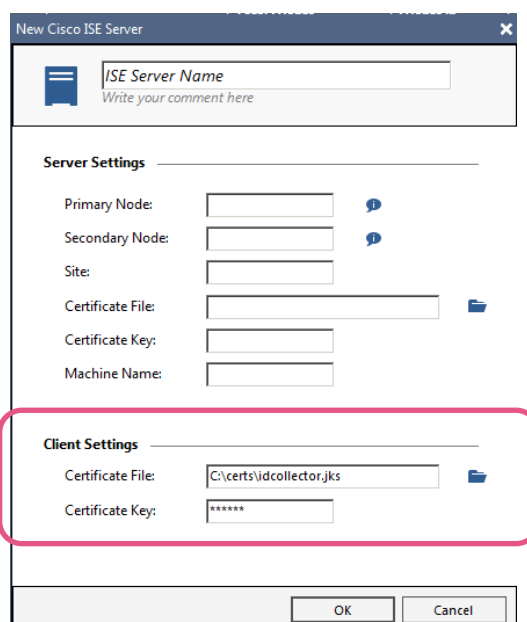 New Cisco ISE Server
ISE Server Name
Write your comment here
Server Settings
Primary Node:
Secondary Node:
Site:
Certificate File:
Certificate Key:
Machine Name:
Client Settings
Certificate File: C:\certs\idcollector.jks
Certificate Key: ******
OK Cancel